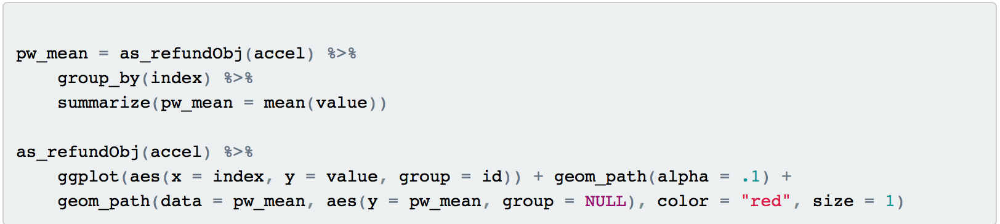 pw_mean = as_refundObj(accel) %>%
    group_by(index) %>%
    summarize(pw_mean = mean(value))

as_refundObj(accel) %>%
    ggplot(aes(x = index, y = value, group = id)) + geom_path(alpha = .1) +
    geom_path(data = pw_mean, aes(y = pw_mean, group = NULL), color = "red", size = 1)